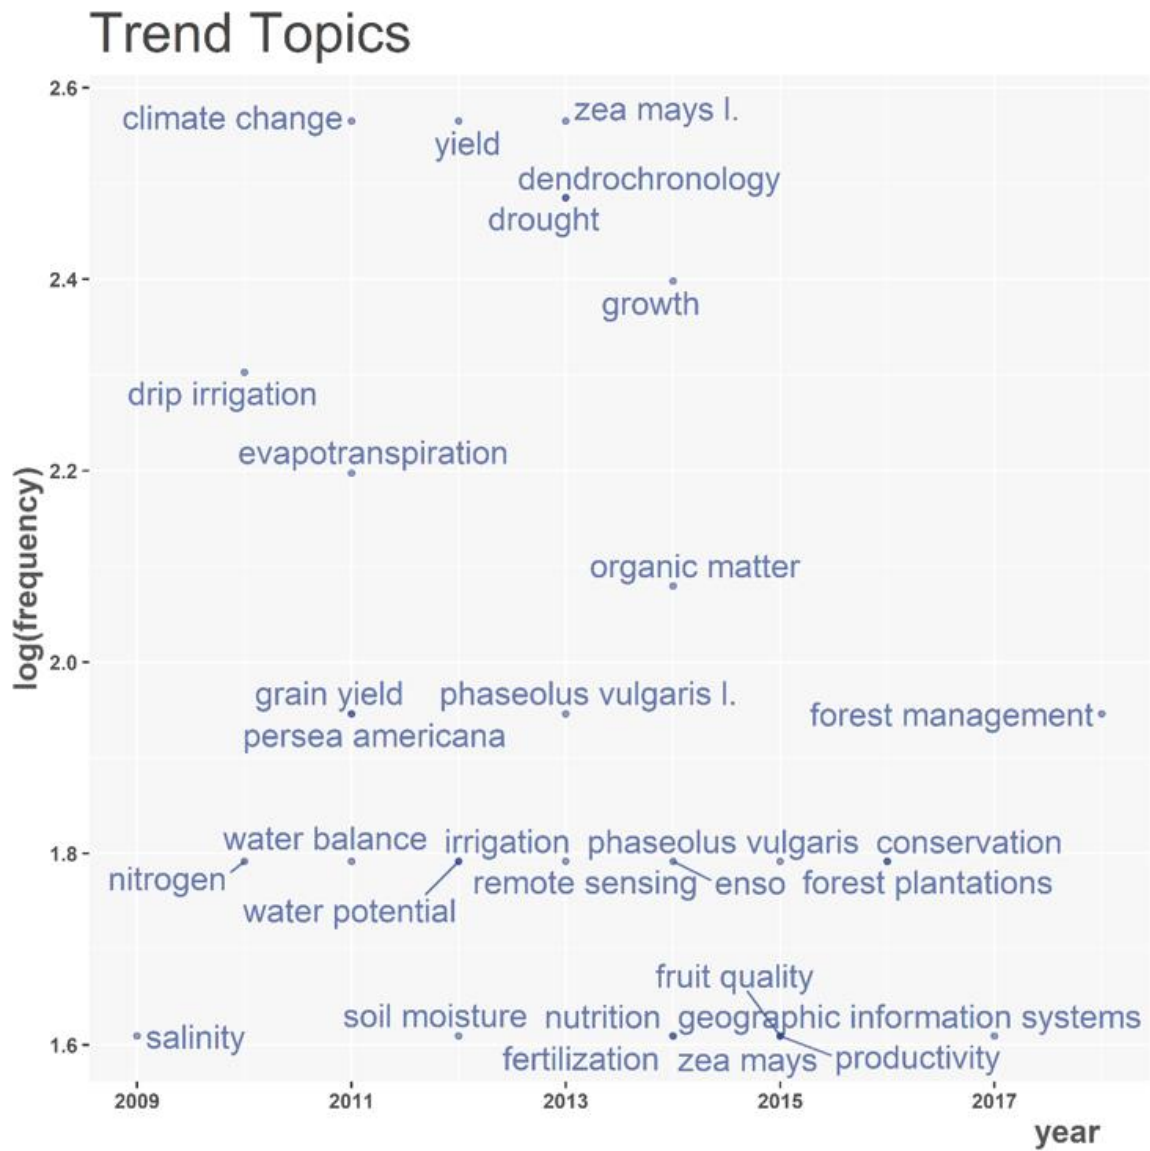 Trend Topics
2.6
climate change
zea mays l.
yield
dendrochronology
drought
2.4
growth
drip irrigation
evapotranspiration
2.2
log(frequency)
organic matter
2.0
grain yield
phaseolus vulgaris l.
forest management
persea americana
water balance
irrigation
phaseolus vulgaris
conservation
1.8
nitrogen
remote sensing
enso
forest plantations
water potential
fruit quality
soil moisture
nutrition
geographic information systems
1.6
salinity
fertilization
zea mays
productivity
2009
2011
2013
2015
2017
year